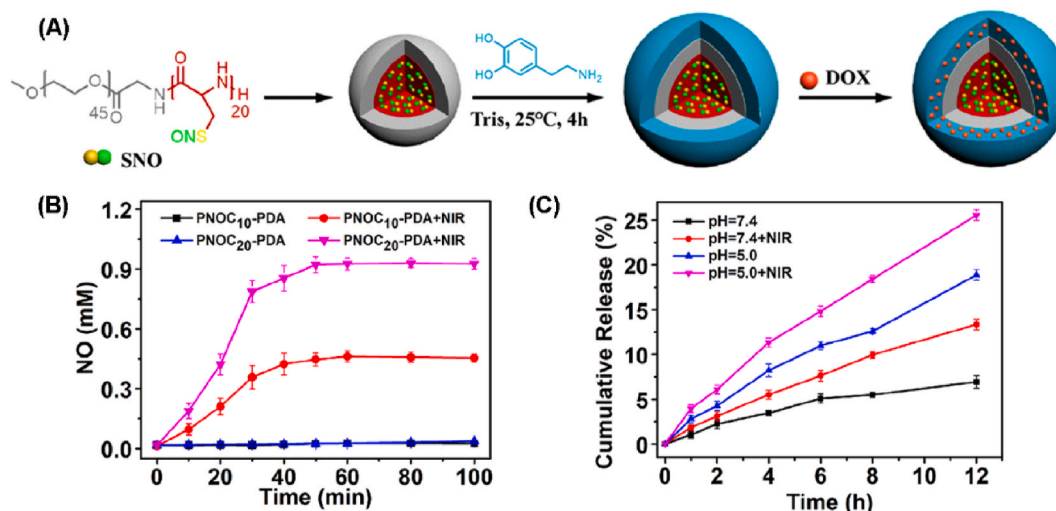 (A)
O
O
45
O
N
H
O
H
N
H
20
ONS
SNO
HO
HO
NH2
Tris, 25°C, 4h
DOX
(B)
PNOC10-PDA
PNOC10-PDA+NIR
PNOC20-PDA
PNOC20-PDA+NIR
1.2
0.9
0.6
0.3
0.0
NO (mM)
0 20 40 60 80 100
Time (min)
(C)
pH=7.4
pH=7.4+NIR
pH=5.0
pH=5.0+NIR
25
20
15
10
5
0
Cumulative Release (%)
0 2 4 6 8 10 12
Time (h)